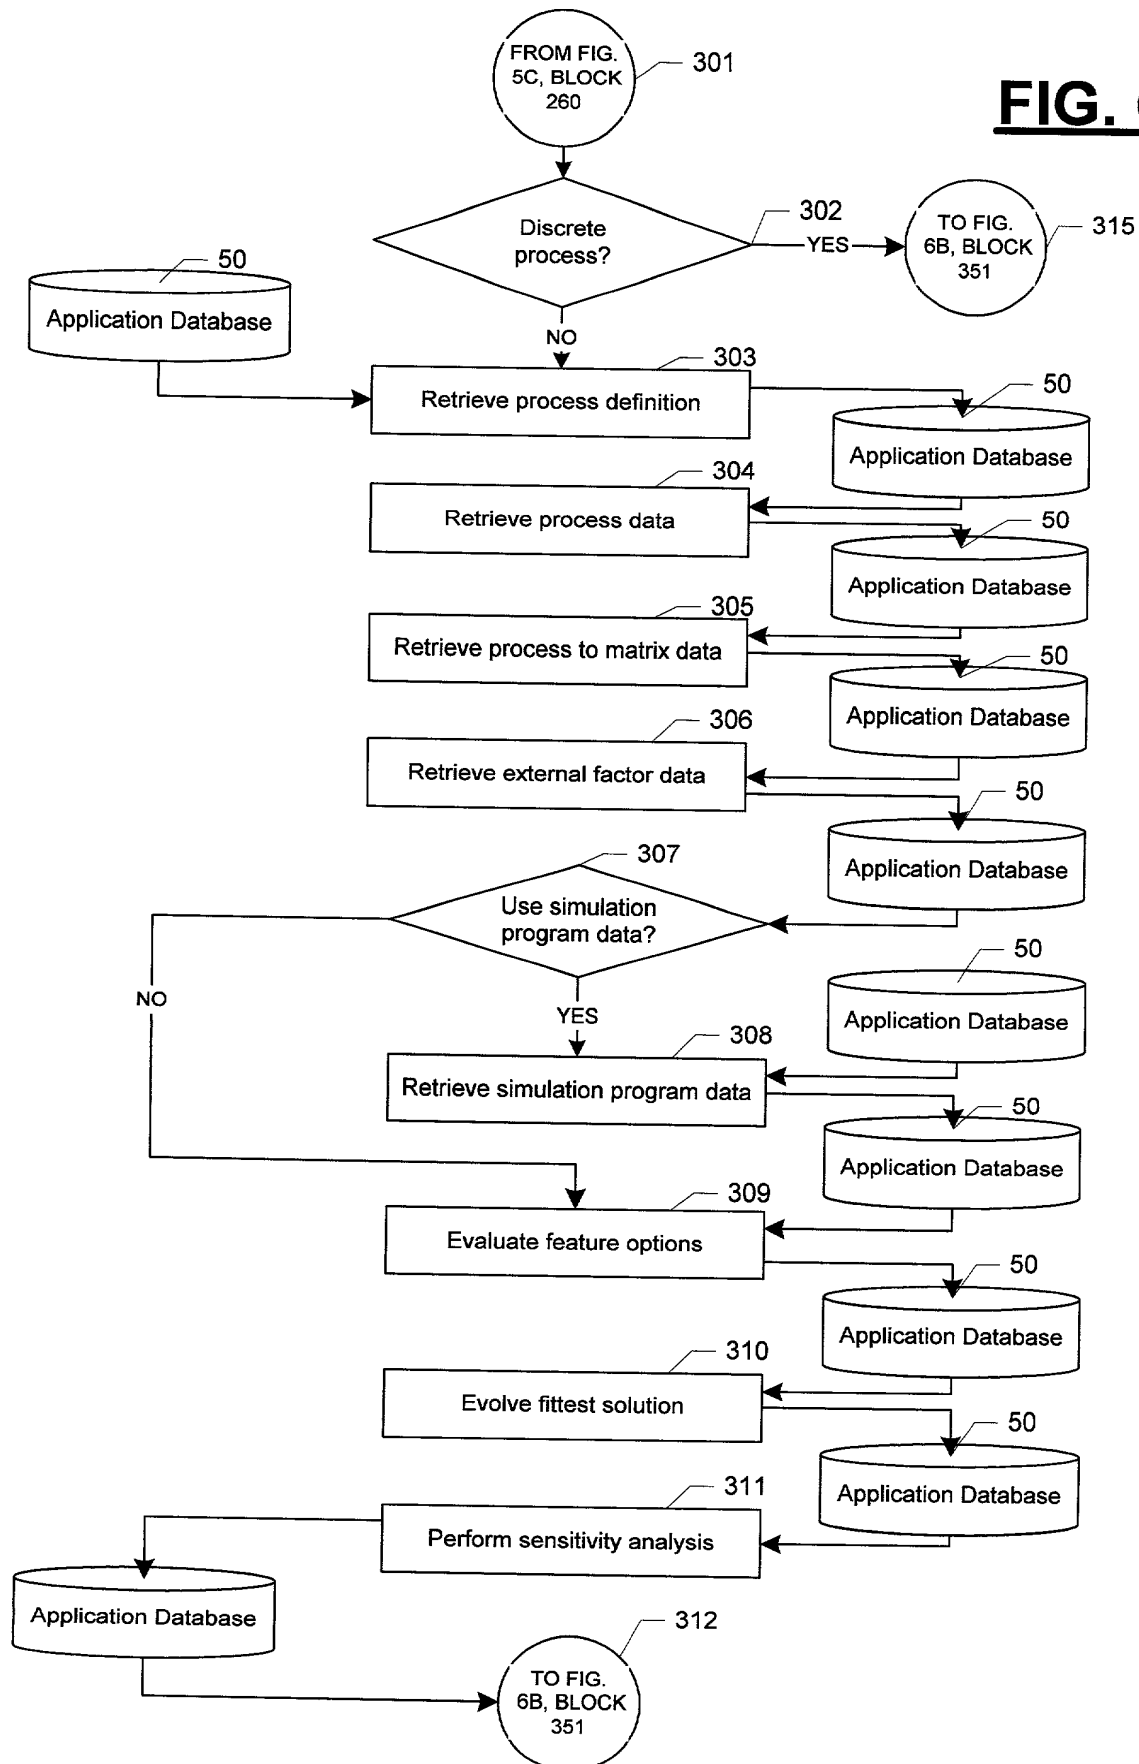 FROM FIG.
5C, BLOCK
260
301
FIG.
Discrete
process?
302
YES
TO FIG.
6B, BLOCK
351
315
50
Application Database
NO
303
Retrieve process definition
50
Application Database
304
Retrieve process data
50
Application Database
305
Retrieve process to matrix data
50
Application Database
306
Retrieve external factor data
50
Application Database
307
Use simulation
program data?
NO
YES
50
Application Database
308
Retrieve simulation program data
50
Application Database
309
Evaluate feature options
50
Application Database
310
Evolve fittest solution
50
Application Database
311
Perform sensitivity analysis
Application Database
312
TO FIG.
6B, BLOCK
351